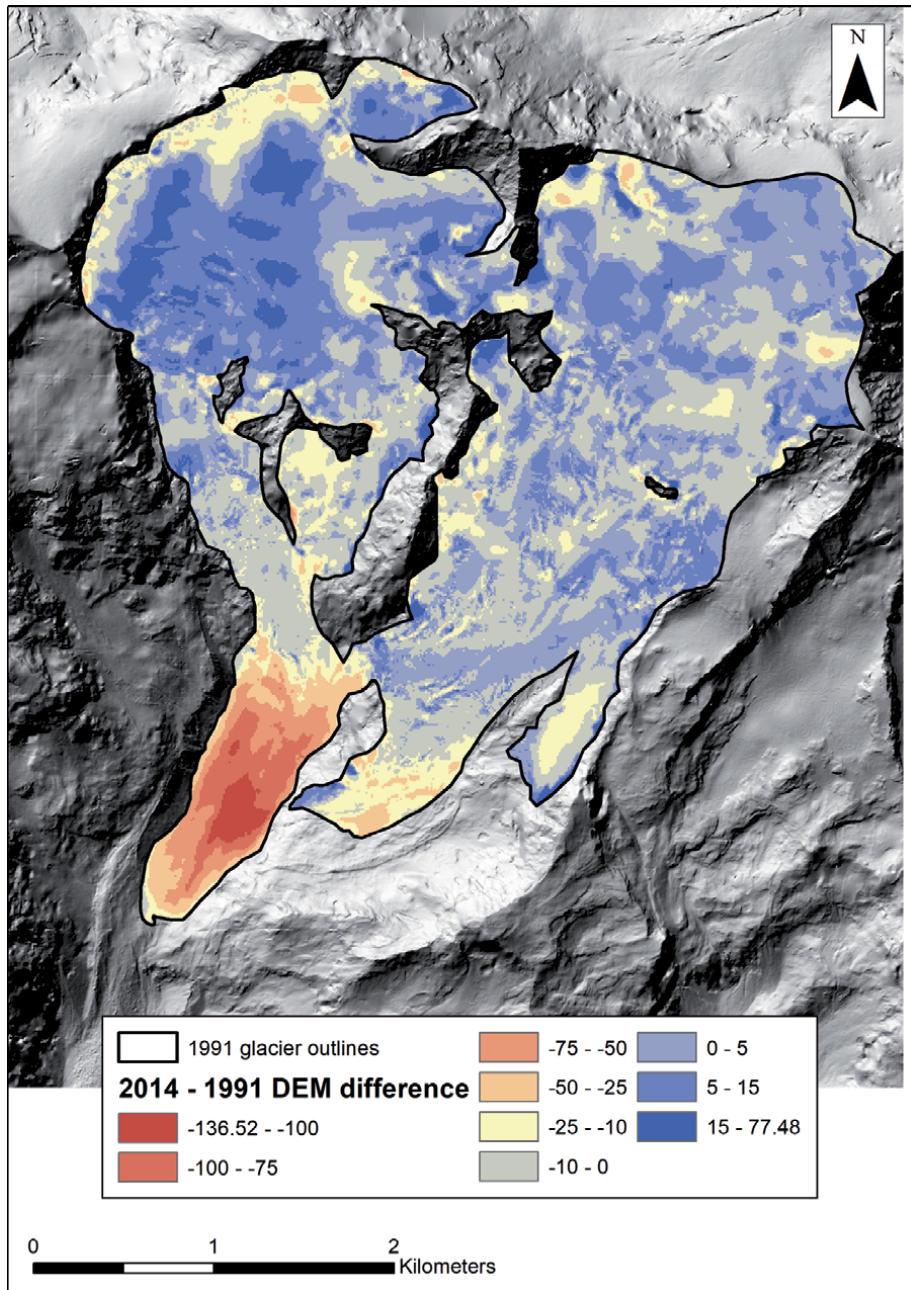 N
1991 glacier outlines
2014 - 1991 DEM difference
-136.52 - -100
-100 - -75
-75 - -50
-50 - -25
-25 - -10
-10 - 0
0 - 5
5 - 15
15 - 77.48
0 1 2
Kilometers